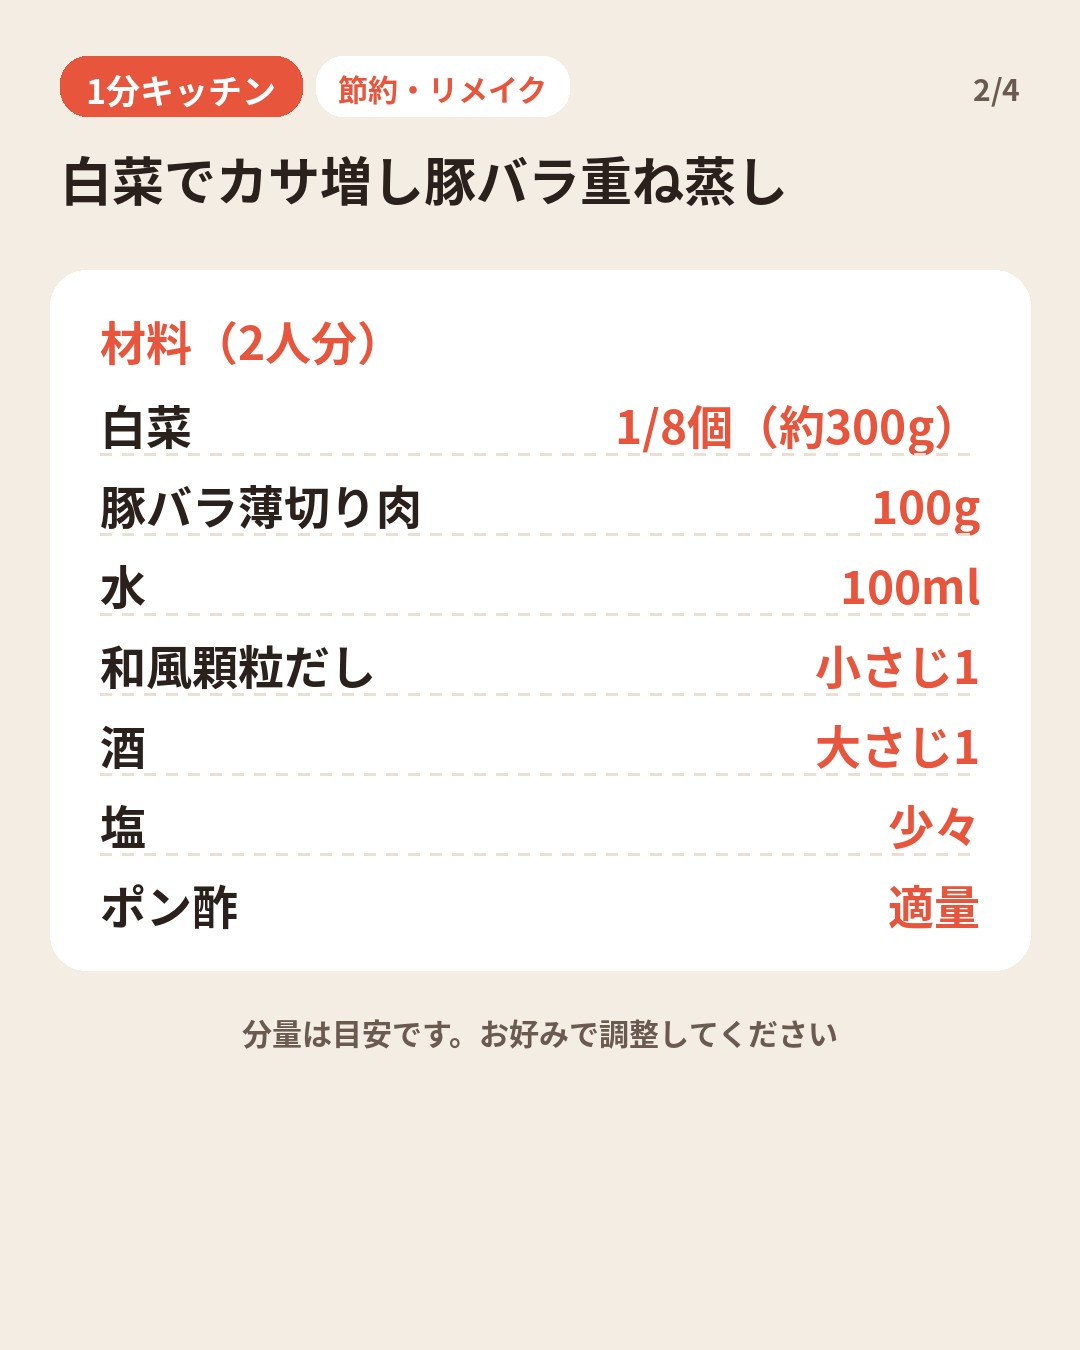 1分キッチン 節約・リメイク 2/4
白菜でカサ増し豚バラ重ね蒸し
材料（2人分）
白菜 1/8個（約300g）
豚バラ薄切り肉 100g
水 100ml
和風顆粒だし 小さじ1
酒 大さじ1
塩 少々
ポン酢 適量
分量は目安です。お好みで調整してください